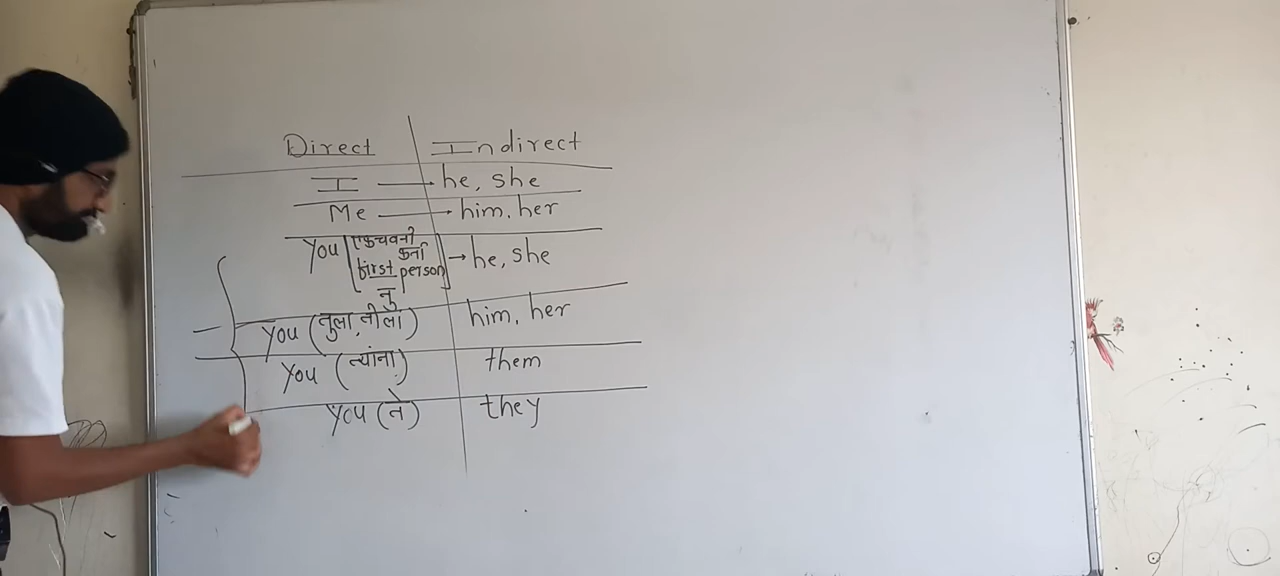 Direct Indirect
I → he, she
Me → him, her
you [एकवचनी कर्ता first person तु] → he, she
you (तुला, तीला) him, her
you (त्यांना) them
you (ते) they